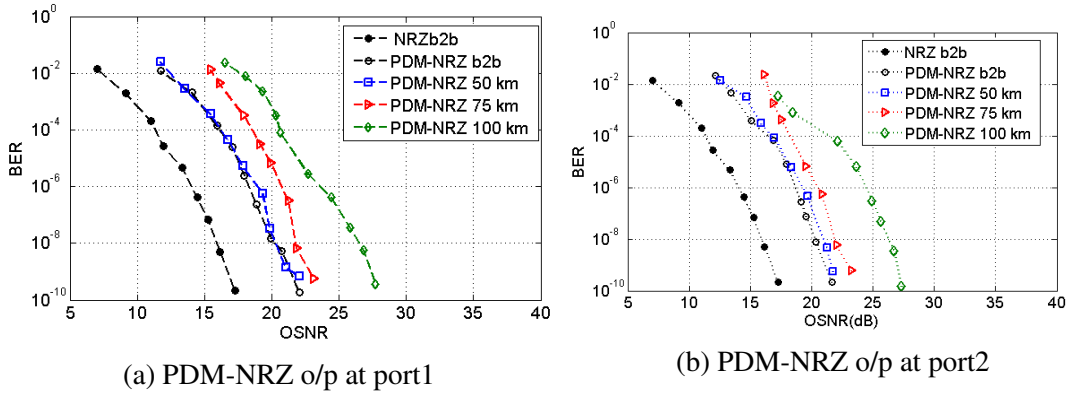 10^0
10^-2
10^-4
10^-6
10^-8
10^-10
BER
5 10 15 20 25 30 35 40
OSNR
NRZb2b
PDM-NRZ b2b
PDM-NRZ 50 km
PDM-NRZ 75 km
PDM-NRZ 100 km
(a) PDM-NRZ o/p at port1
10^0
10^-2
10^-4
10^-6
10^-8
10^-10
BER
5 10 15 20 25 30 35 40
OSNR(dB)
NRZ b2b
PDM-NRZ b2b
PDM-NRZ 50 km
PDM-NRZ 75 km
PDM-NRZ 100 km
(b) PDM-NRZ o/p at port2